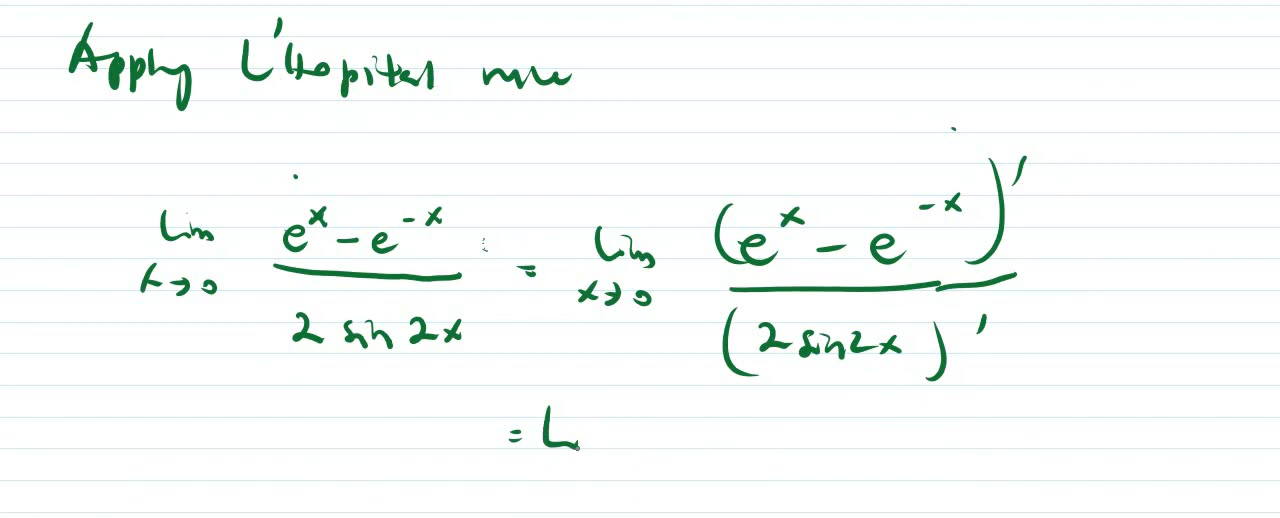 Apply L'Hopital rule
lim x→0 (e^x - e^-x) / (2 sin 2x) = lim x→0 (e^x - e^-x)' / (2 sin 2x)'
= L